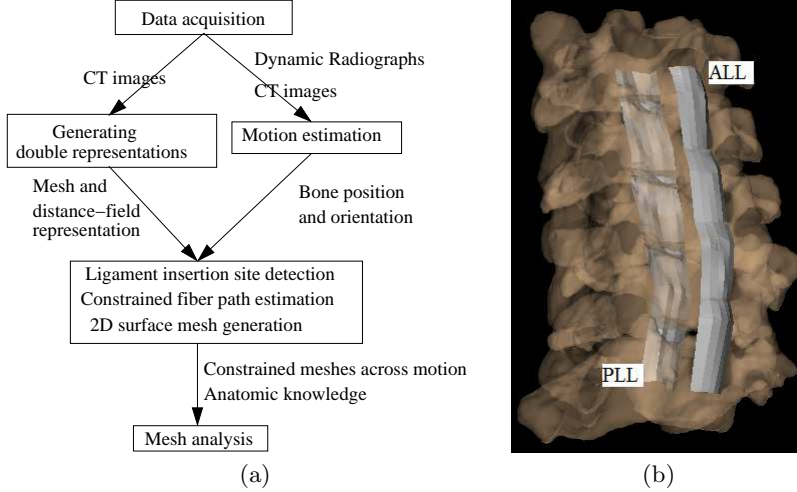 Data acquisition
CT images
Dynamic Radiographs
CT images
Generating
double representations
Motion estimation
Mesh and
distance−field
representation
Bone position
and orientation
Ligament insertion site detection
Constrained fiber path estimation
2D surface mesh generation
Constrained meshes across motion
Anatomic knowledge
Mesh analysis
(a)
ALL
PLL
(b)